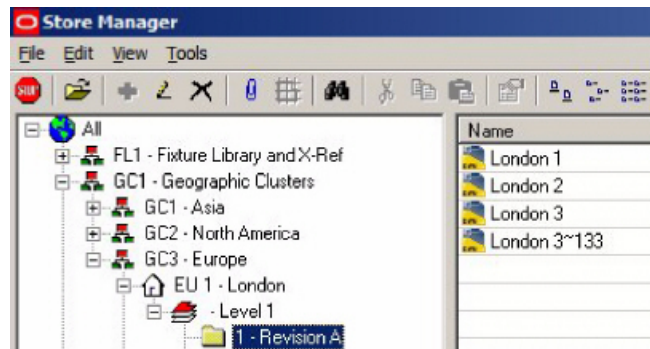 Store Manager
File Edit View Tools
STOP
All
FL1 - Fixture Library and X-Ref
GC1 - Geographic Clusters
GC1 - Asia
GC2 - North America
GC3 - Europe
EU 1 - London
- Level 1
1 - Revision A
Name
London 1
London 2
London 3
London 3~133